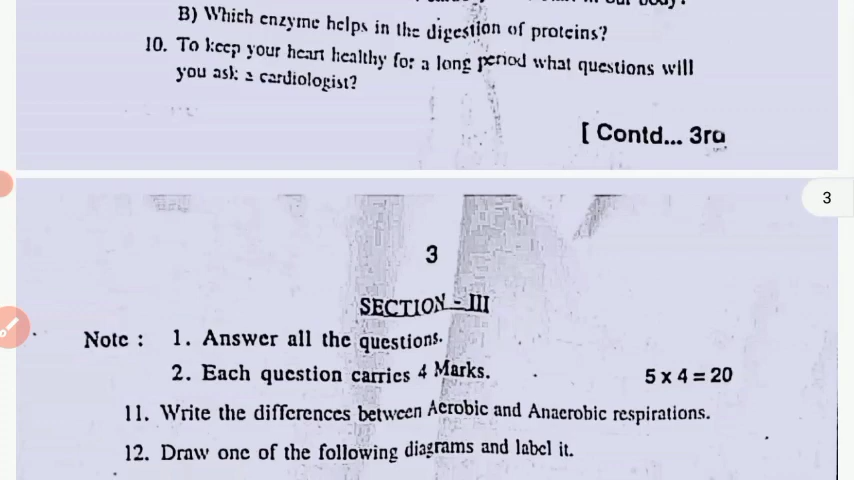 our body?
B) Which enzyme helps in the digestion of proteins?
10. To keep your heart healthy for a long period what questions will
you ask a cardiologist?
[ Contd... 3rd
3
3
SECTION - III
Note : 1. Answer all the questions.
2. Each question carries 4 Marks.
5 x 4 = 20
11. Write the differences between Aerobic and Anaerobic respirations.
12. Draw one of the following diagrams and label it.